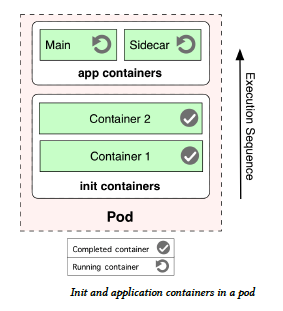 Main
Sidecar
app containers
Container 2
Container 1
init containers
Pod
Execution Sequence
Completed container
Running container
Init and application containers in a pod